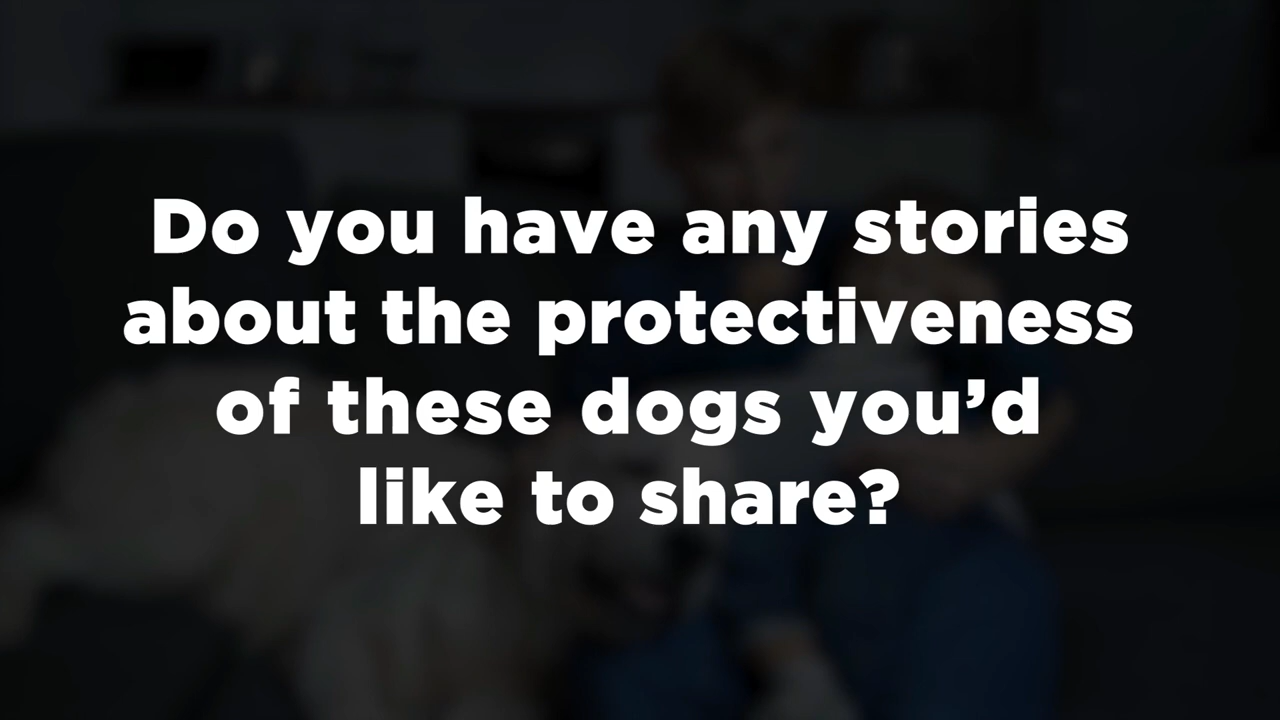 Do you have any stories
about the protectiveness
of these dogs you’d
like to share?